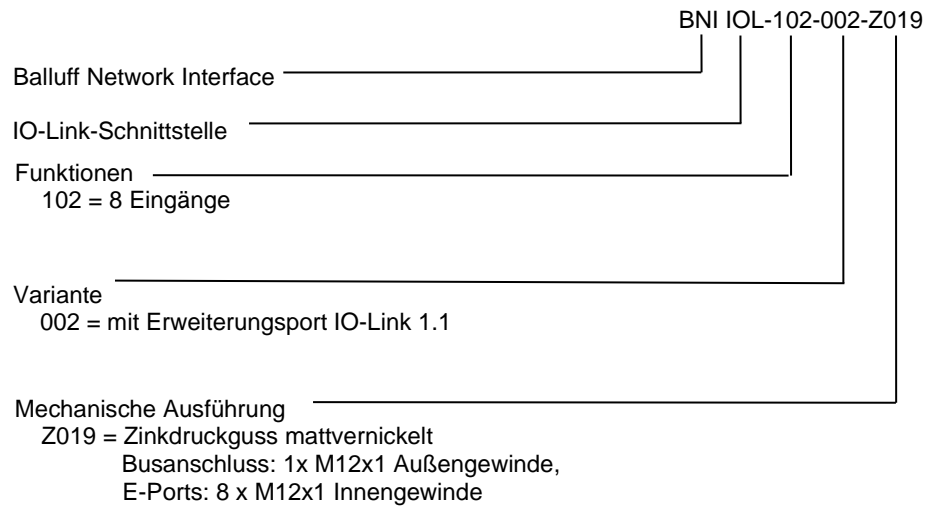 BNI IOL-102-002-Z019
Balluff Network Interface
IO-Link-Schnittstelle
Funktionen
102 = 8 Eingänge
Variante
002 = mit Erweiterungsport IO-Link 1.1
Mechanische Ausführung
Z019 = Zinkdruckguss mattvernickelt
Busanschluss: 1x M12x1 Außengewinde,
E-Ports: 8 x M12x1 Innengewinde